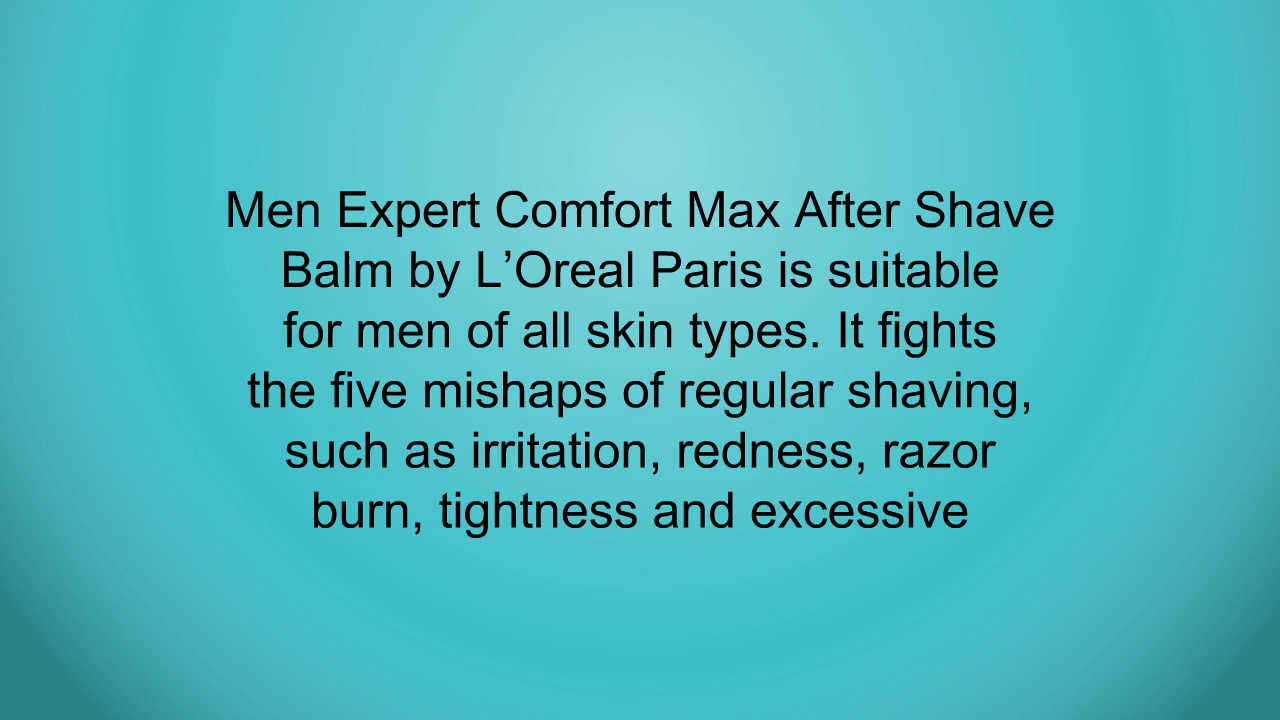 Men Expert Comfort Max After Shave
Balm by L’Oreal Paris is suitable
for men of all skin types. It fights
the five mishaps of regular shaving,
such as irritation, redness, razor
burn, tightness and excessive